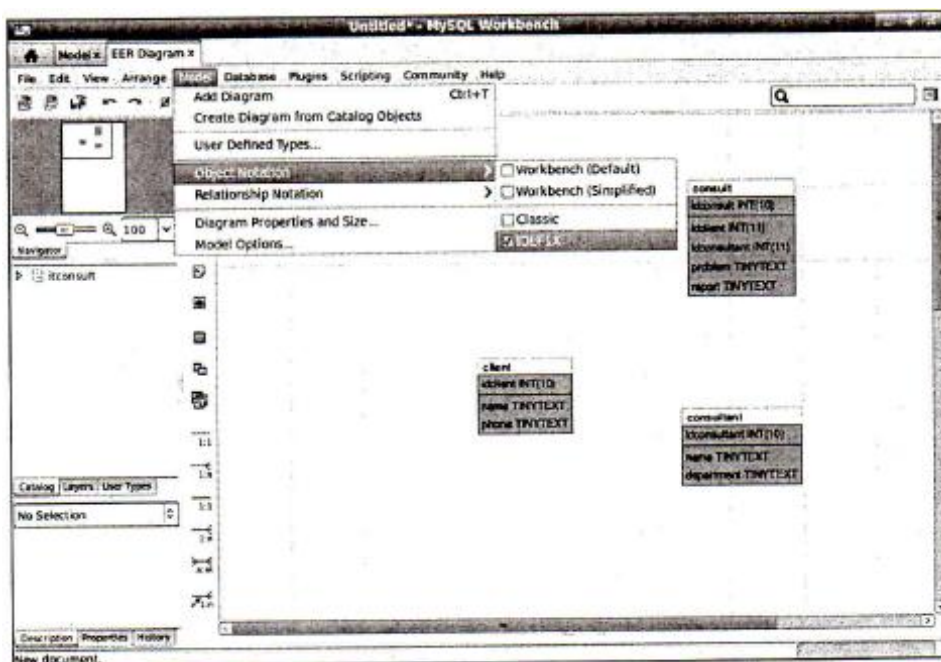 Untitled* - MySQL Workbench
Model x EER Diagram x
File Edit View Arrange Model Database Plugins Scripting Community Help
Add Diagram Ctrl+T
Create Diagram from Catalog Objects
User Defined Types...
Object Notation
Relationship Notation
Diagram Properties and Size...
Model Options...
Workbench (Default)
Workbench (Simplified)
Classic
IDEF1X
100
Navigator
itconsult
consult
idconsult INT(10)
idclient INT(11)
idconsultant INT(11)
problem TINYTEXT
report TINYTEXT
client
idclient INT(10)
name TINYTEXT
phone TINYTEXT
consultant
idconsultant INT(10)
name TINYTEXT
department TINYTEXT
1:1
Catalog Layers User Types
No Selection
Description Properties History
New document.